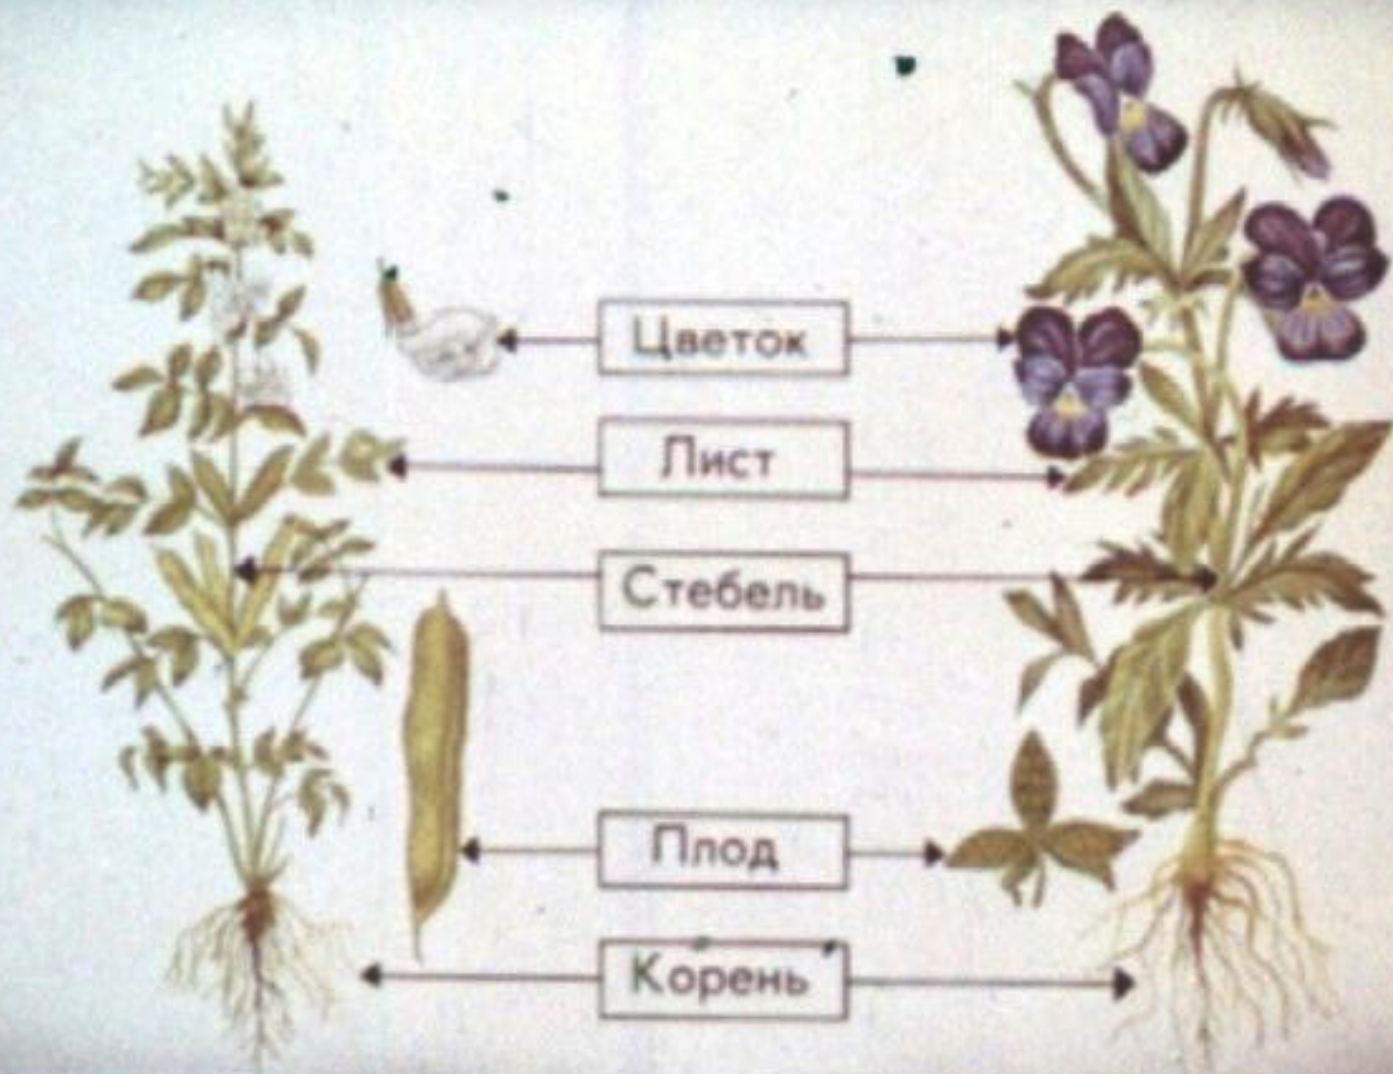 Цветок
Лист
Стебель
Плод
Корень